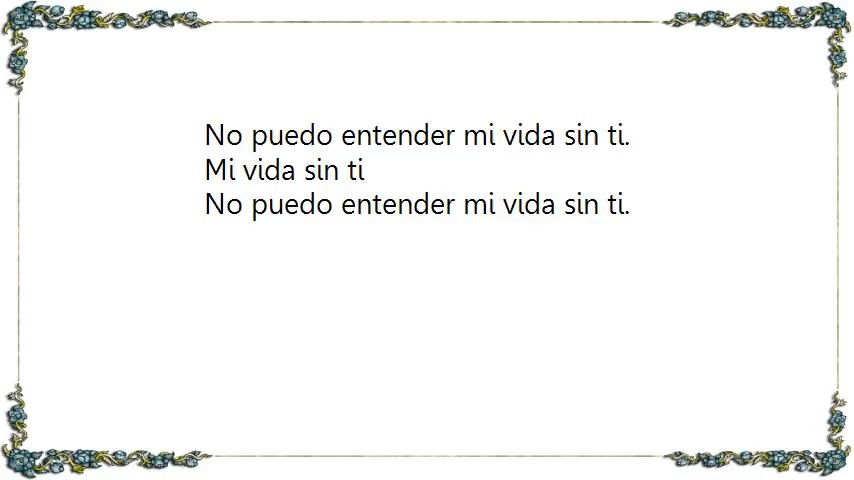 No puedo entender mi vida sin ti.
Mi vida sin ti
No puedo entender mi vida sin ti.